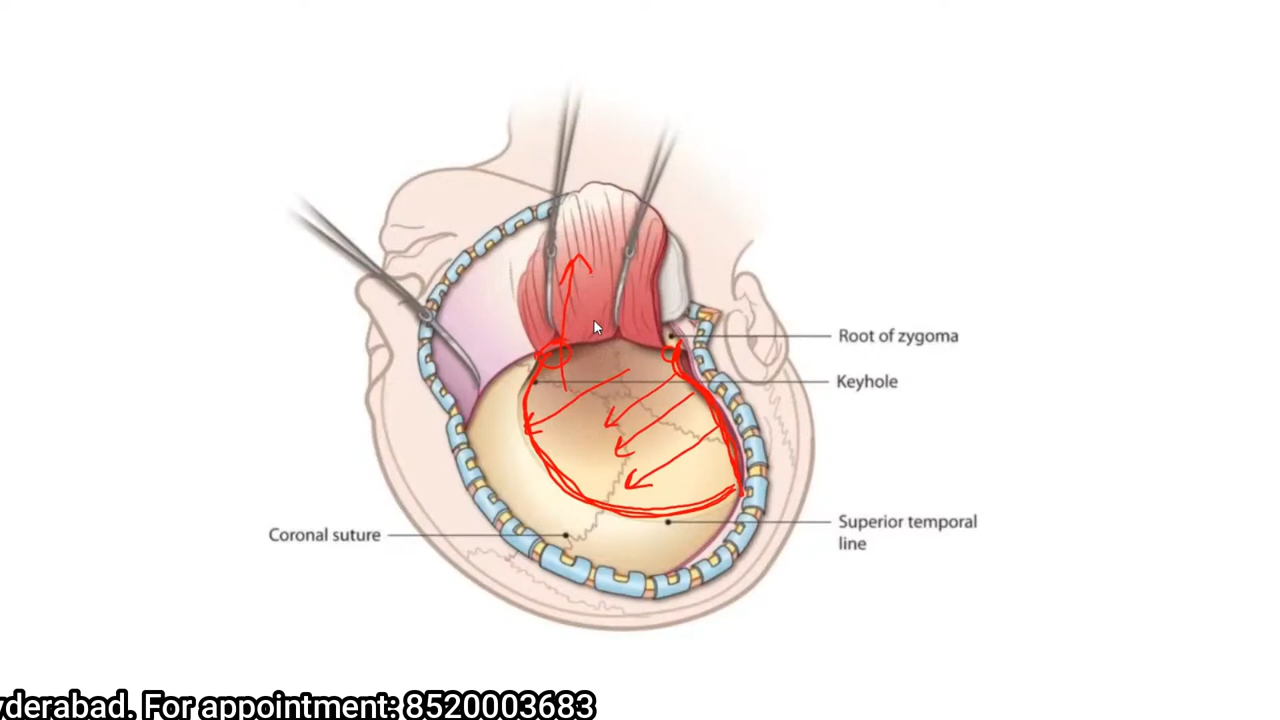 Root of zygoma
Keyhole
Coronal suture
Superior temporal
line
yderabad. For appointment: 8520003683